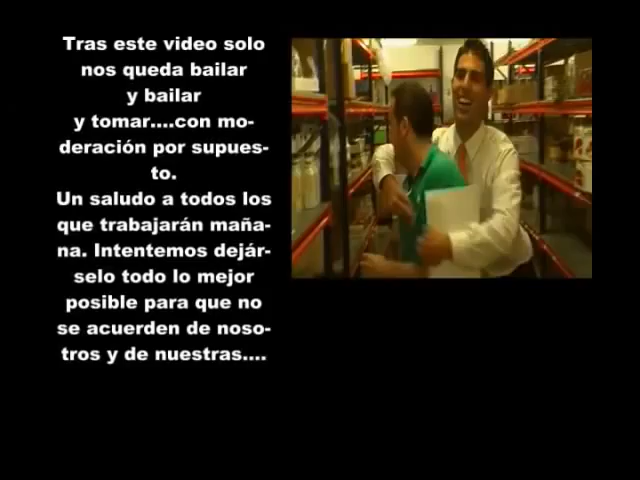 Tras este video solo
nos queda bailar
y bailar
y tomar....con mo-
deración por supues-
to.
Un saludo a todos los
que trabajarán maña-
na. Intentemos dejár-
selo todo lo mejor
posible para que no
se acuerden de noso-
tros y de nuestras....